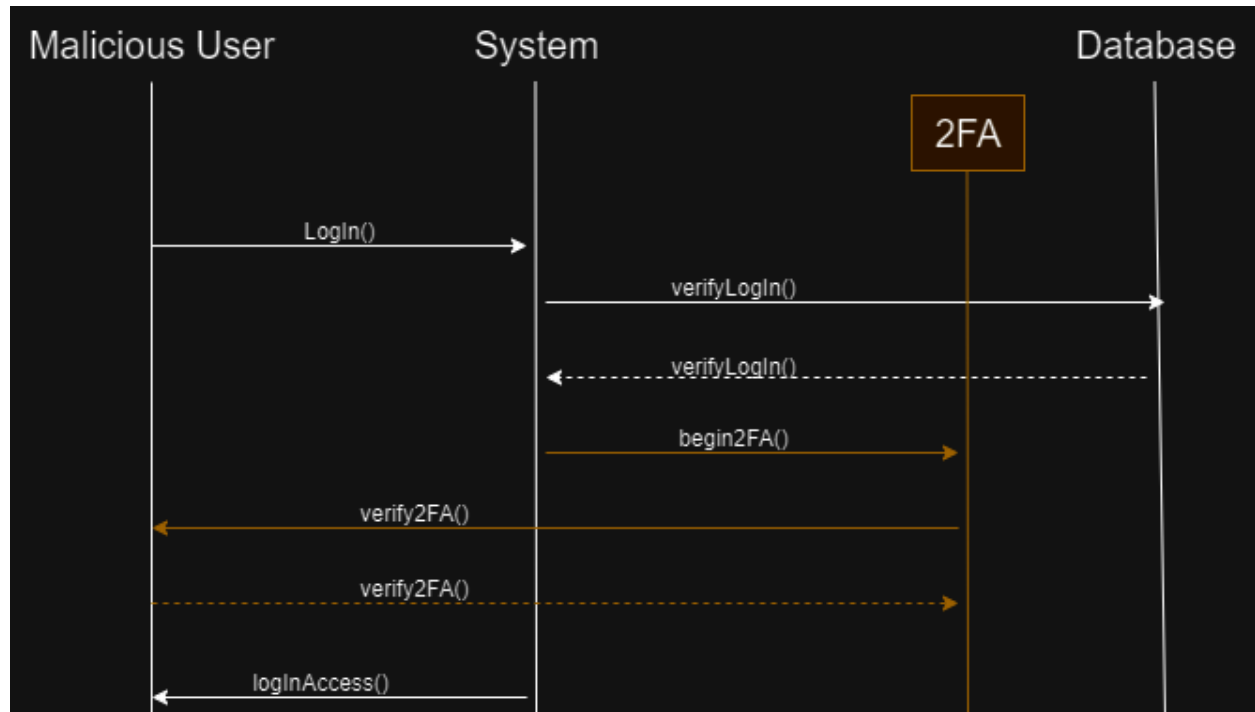 Malicious User
System
Database
2FA
LogIn()
verifyLogIn()
verifyLogIn()
begin2FA()
verify2FA()
verify2FA()
logInAccess()